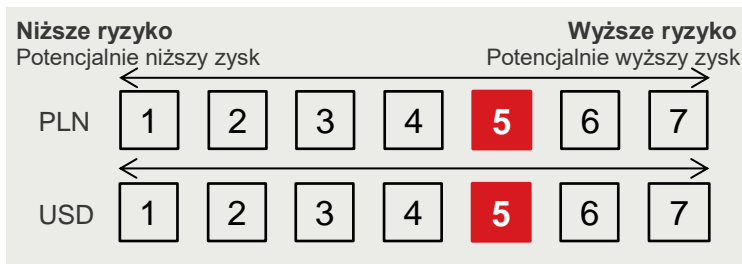 Niższe ryzyko Wyższe ryzyko
Potencjalnie niższy zysk Potencjalnie wyższy zysk
PLN 1 2 3 4 5 6 7
USD 1 2 3 4 5 6 7